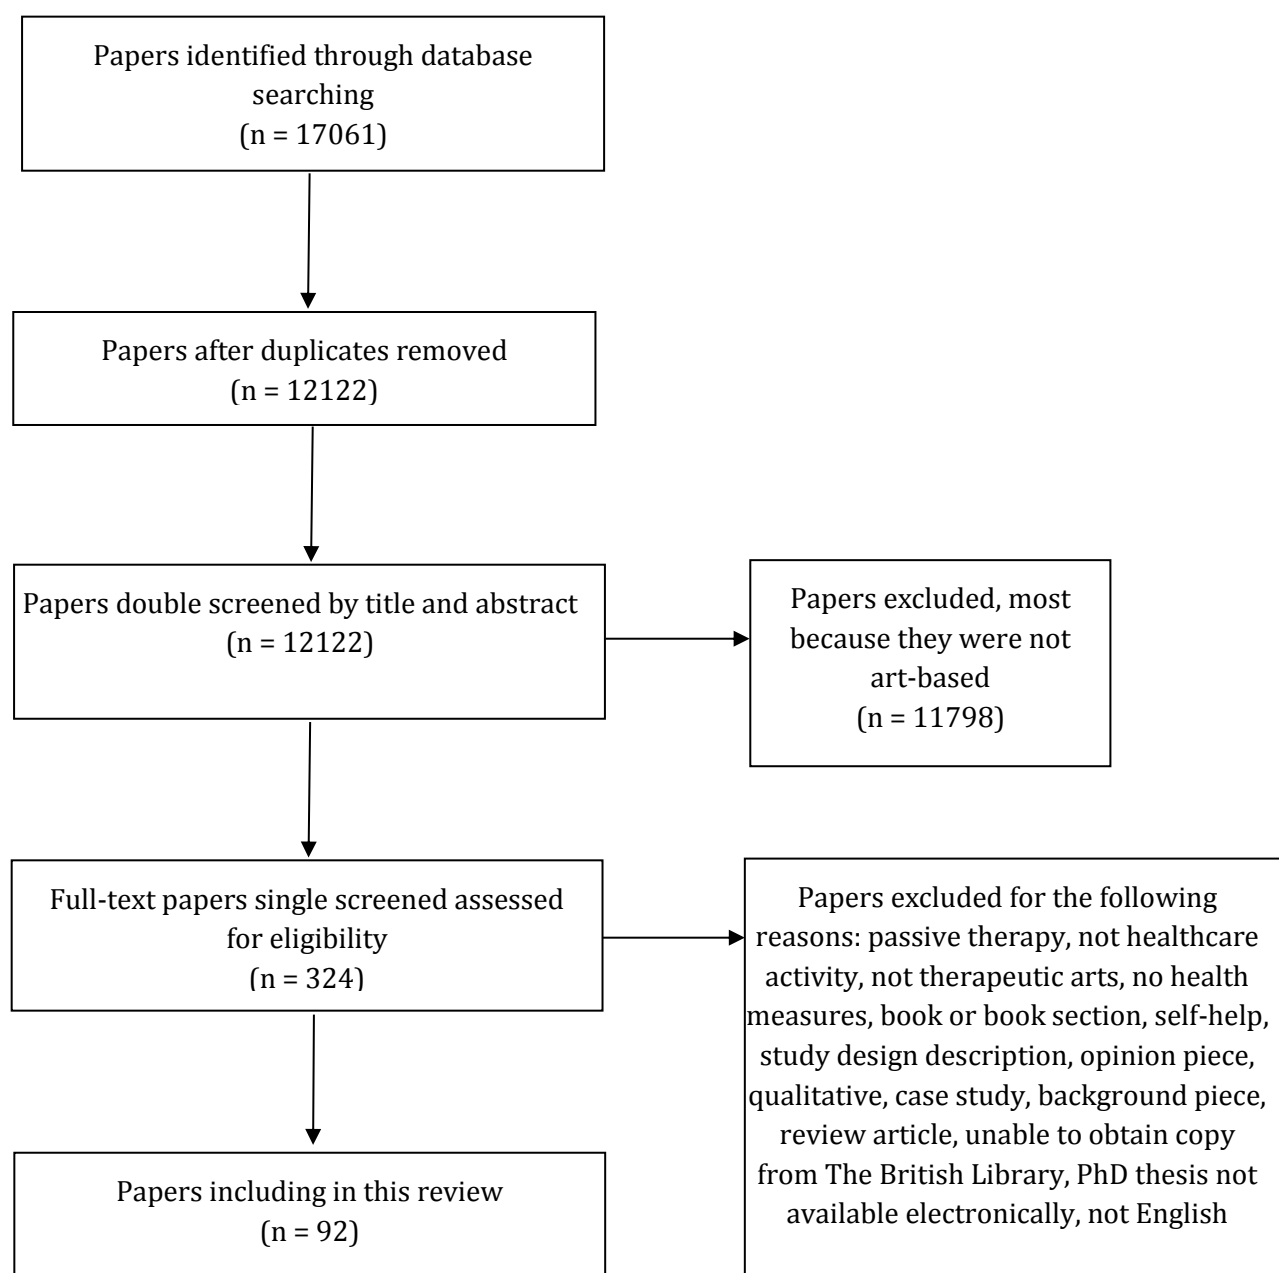 Papers identified through database
searching
(n = 17061)
Papers after duplicates removed
(n = 12122)
Papers double screened by title and abstract
(n = 12122)
Papers excluded, most
because they were not
art-based
(n = 11798)
Full-text papers single screened assessed
for eligibility
(n = 324)
Papers excluded for the following
reasons: passive therapy, not healthcare
activity, not therapeutic arts, no health
measures, book or book section, self-help,
study design description, opinion piece,
qualitative, case study, background piece,
review article, unable to obtain copy
from The British Library, PhD thesis not
available electronically, not English
Papers including in this review
(n = 92)